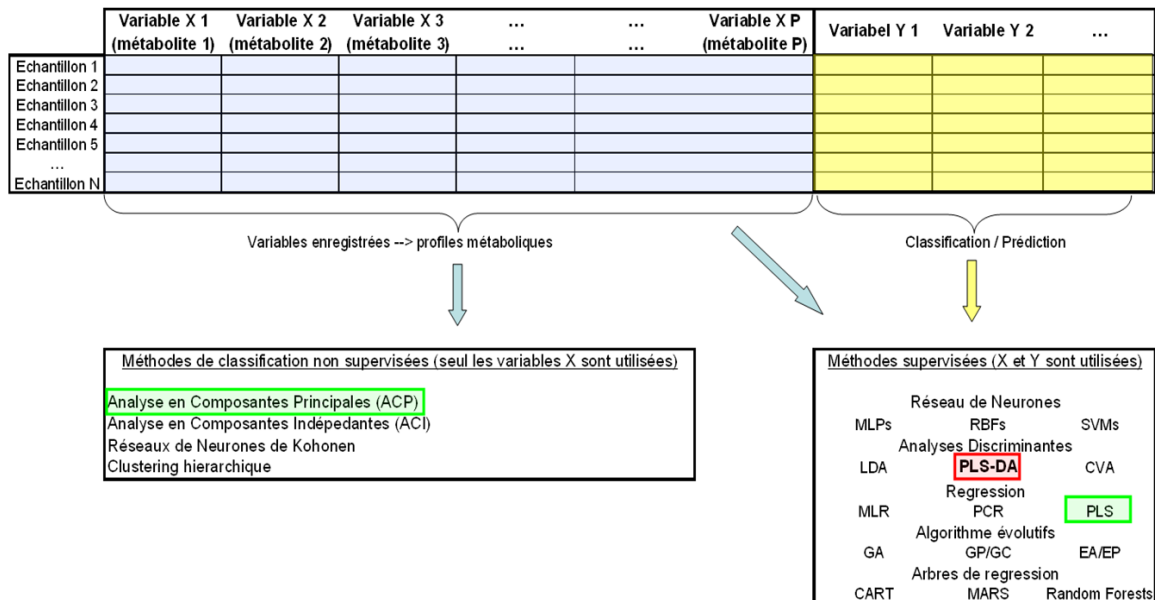 Variable X 1 Variable X 2 Variable X 3 ... ... Variable X P Variabel Y 1 Variable Y 2 ...
(métabolite 1) (métabolite 2) (métabolite 3) ... ... (métabolite P)
Echantillon 1
Echantillon 2
Echantillon 3
Echantillon 4
Echantillon 5
...
Echantillon N
Variables enregistrées --> profiles métaboliques
Classification / Prédiction
Méthodes de classification non supervisées (seul les variables X sont utilisées)
Analyse en Composantes Principales (ACP)
Analyse en Composantes Indépedantes (ACI)
Réseaux de Neurones de Kohonen
Clustering hierarchique
Méthodes supervisées (X et Y sont utilisées)
Réseau de Neurones
MLPs RBFs SVMs
Analyses Discriminantes
LDA PLS-DA CVA
Regression
MLR PCR PLS
Algorithme évolutifs
GA GP/GC EA/EP
Arbres de regression
CART MARS Random Forests